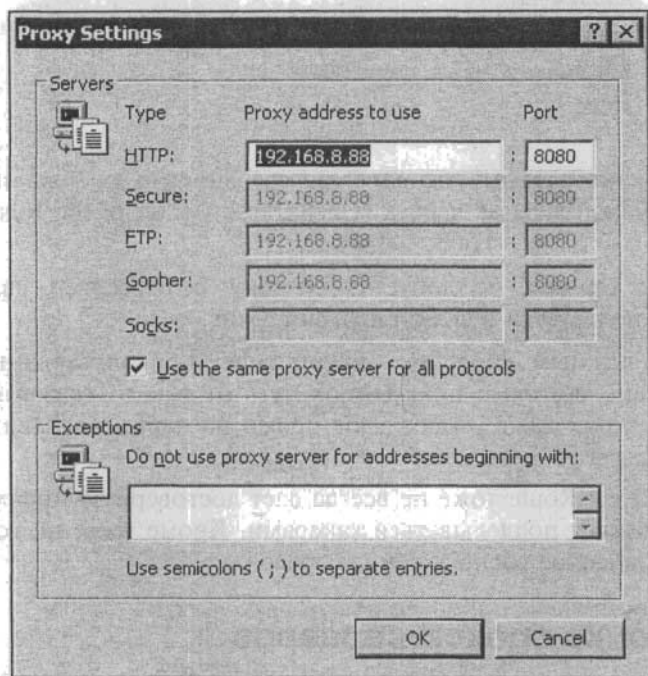 Proxy Settings
Servers
Type Proxy address to use Port
HTTP: 192.168.8.88 : 8080
Secure: 192.168.8.88 : 8080
FTP: 192.168.8.88 : 8080
Gopher: 192.168.8.88 : 8080
Socks: :
Use the same proxy server for all protocols
Exceptions
Do not use proxy server for addresses beginning with:
Use semicolons ( ; ) to separate entries.
OK Cancel